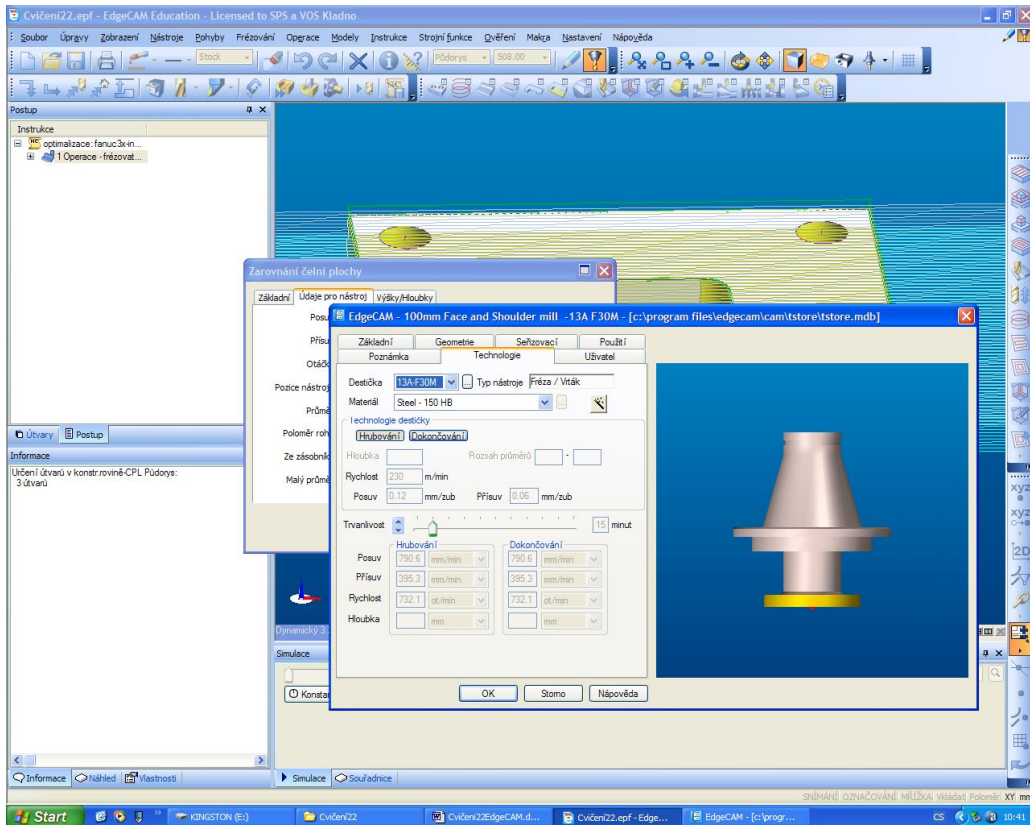 Cvičení22.epf - EdgeCAM Education - Licensed to SPS a VOS Kladno
Soubor Úpravy Zobrazení Nástroje Pohyby Frézování Operace Modely Instrukce Strojní funkce Ověření Makra Nastavení Nápověda
Stock Půdorys 508.00
Postup
Instrukce
optimalizace: fanuc3x-in...
1 Operace - frézovat...
Útvary Postup
Informace
Určení útvarů v konstr.rovině-CPL Půdorys:
3 útvarů
Informace Náhled Vlastnosti
Zarovnání čelní plochy
Základní Údaje pro nástroj Výšky/Hloubky
Posu
Přísu
Otáčk
Pozice nástroj
Průmě
Poloměr roh
Ze zásobník
Malý průmě
EdgeCAM - 100mm Face and Shoulder mill -13A F30M - [c:\program files\edgecam\cam\tstore\tstore.mdb]
Základní Geometrie Seřizovací Použití
Poznámka Technologie Uživatel
Destička 13A-F30M ... Typ nástroje Fréza / Vrták
Materiál Steel - 150 HB
Technologie destičky
Hrubování Dokončování
Hloubka Rozsah průměrů -
Rychlost 230 m/min
Posuv 0.12 mm/zub Přísuv 0.06 mm/zub
Trvanlivost 15 minut
Hrubování Dokončování
Posuv 790.6 mm/min 790.6 mm/min
Přísuv 395.3 mm/min 395.3 mm/min
Rychlost 732.1 ot/min 732.1 ot/min
Hloubka mm mm
OK Storno Nápověda
Dynamický 3
Simulace
Konstan
Simulace Souřadnice
xyz
xyz
2D
SNÍMÁNÍ OZNAČOVÁNÍ MŘÍŽKA Vkládat Poloměr XY mm
Start KINGSTON (E:) Cvičení22 Cvičení22EdgeCAM.d... Cvičení22.epf - Edge... EdgeCAM - [c:\progr... CS 10:41